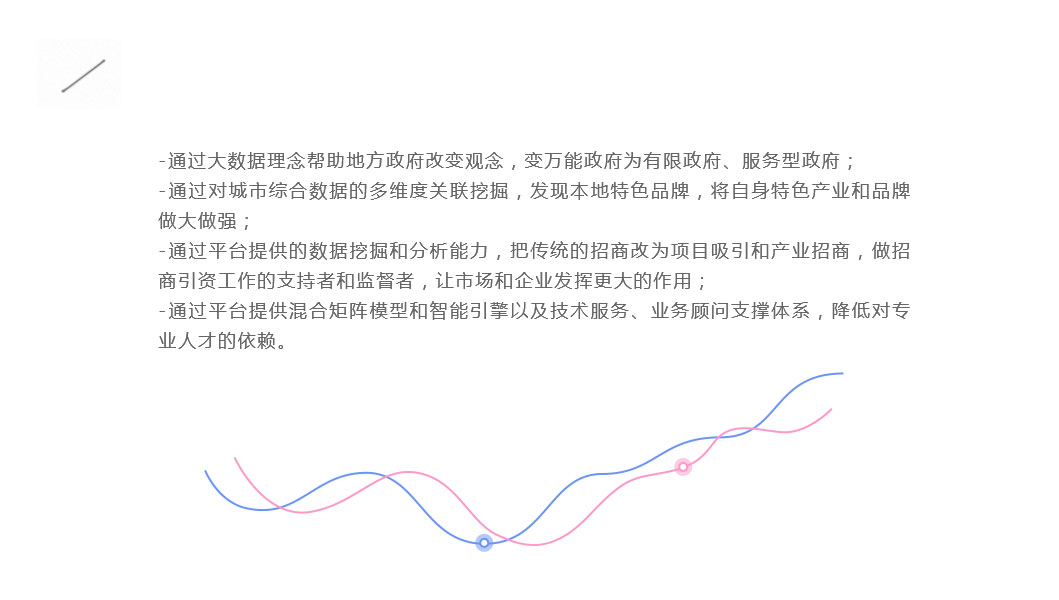 -通过大数据理念帮助地方政府改变观念，变万能政府为有限政府、服务型政府；
-通过对城市综合数据的多维度关联挖掘，发现本地特色品牌，将自身特色产业和品牌
做大做强；
-通过平台提供的数据挖掘和分析能力，把传统的招商改为项目吸引和产业招商，做招
商引资工作的支持者和监督者，让市场和企业发挥更大的作用；
-通过平台提供混合矩阵模型和智能引擎以及技术服务、业务顾问支撑体系，降低对专
业人才的依赖。